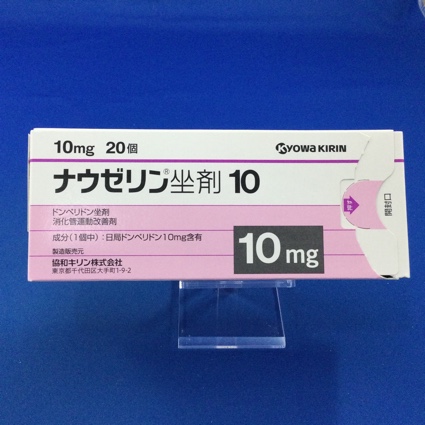 10mg 20個
KYOWA KIRIN
ナウゼリン®坐剤 10
ドンペリドン坐剤
消化管運動改善剤
成分（1個中）：日局ドンペリドン10mg含有
10mg
製造販売元
協和キリン株式会社
東京都千代田区大手町1-9-2
開封口